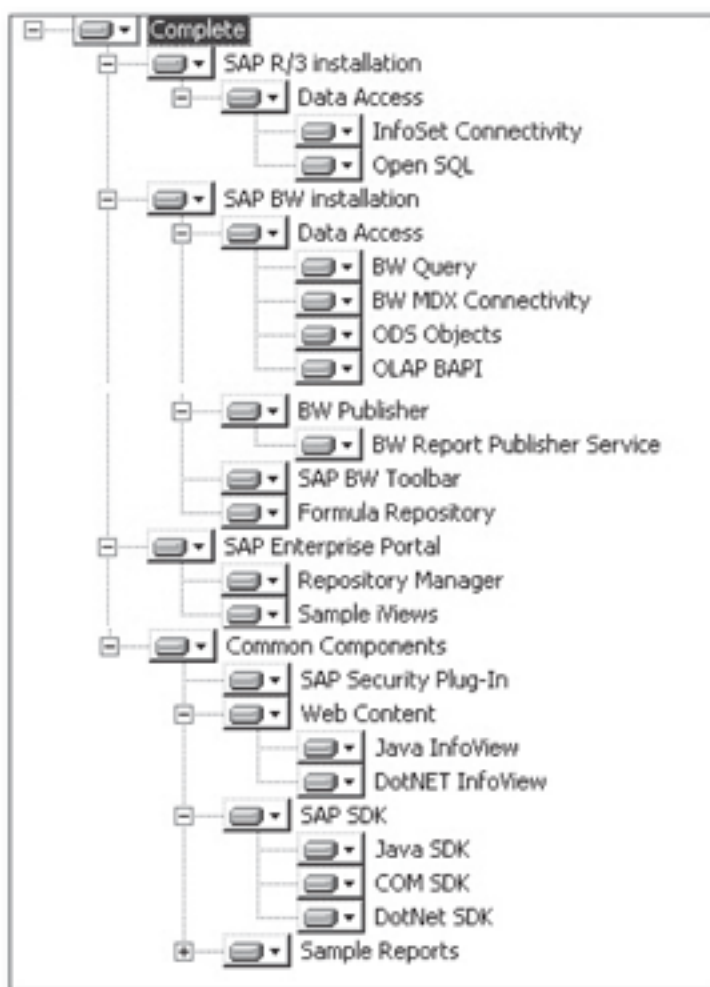 Complete
SAP R/3 installation
Data Access
InfoSet Connectivity
Open SQL
SAP BW installation
Data Access
BW Query
BW MDX Connectivity
ODS Objects
OLAP BAPI
BW Publisher
BW Report Publisher Service
SAP BW Toolbar
Formula Repository
SAP Enterprise Portal
Repository Manager
Sample iViews
Common Components
SAP Security Plug-In
Web Content
Java InfoView
DotNET InfoView
SAP SDK
Java SDK
COM SDK
DotNet SDK
Sample Reports